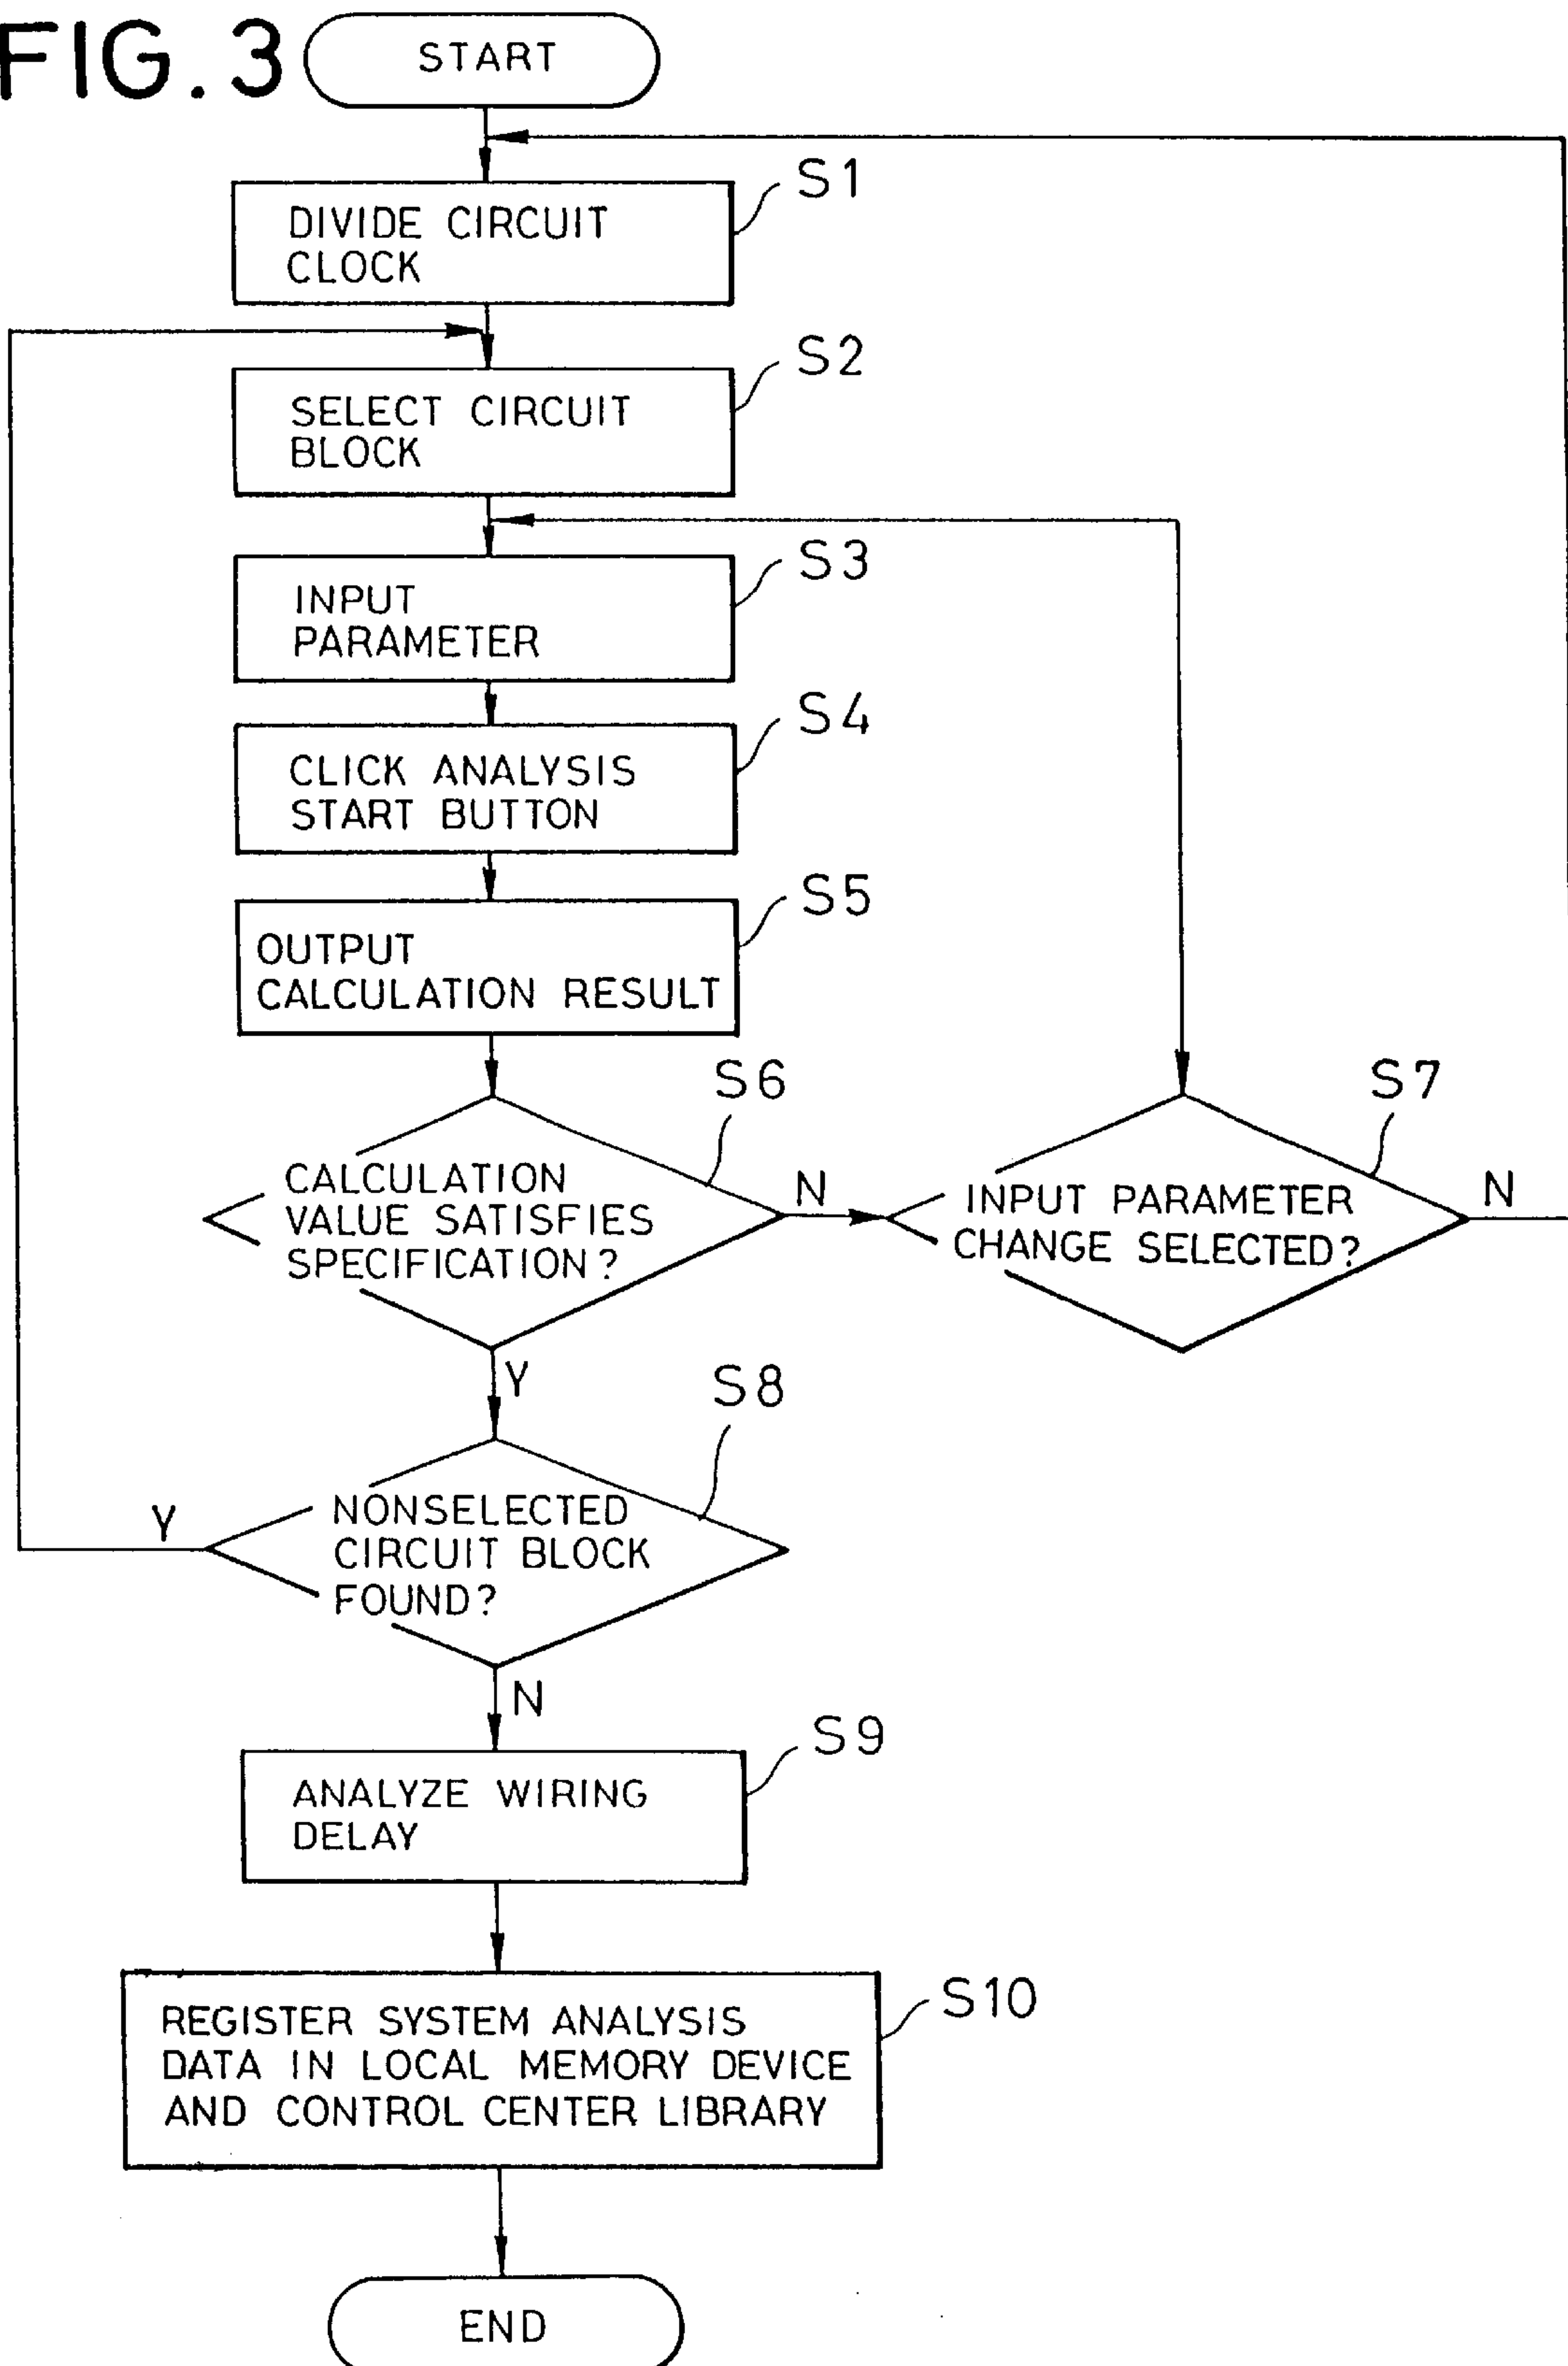 FIG. 3
START
S1
DIVIDE CIRCUIT
CLOCK
S2
SELECT CIRCUIT
BLOCK
S3
INPUT
PARAMETER
S4
CLICK ANALYSIS
START BUTTON
S5
OUTPUT
CALCULATION RESULT
S6
CALCULATION
VALUE SATISFIES
SPECIFICATION?
N
S7
INPUT PARAMETER
CHANGE SELECTED?
N
Y
S8
NONSELECTED
CIRCUIT BLOCK
FOUND?
Y
N
S9
ANALYZE WIRING
DELAY
S10
REGISTER SYSTEM ANALYSIS
DATA IN LOCAL MEMORY DEVICE
AND CONTROL CENTER LIBRARY
END